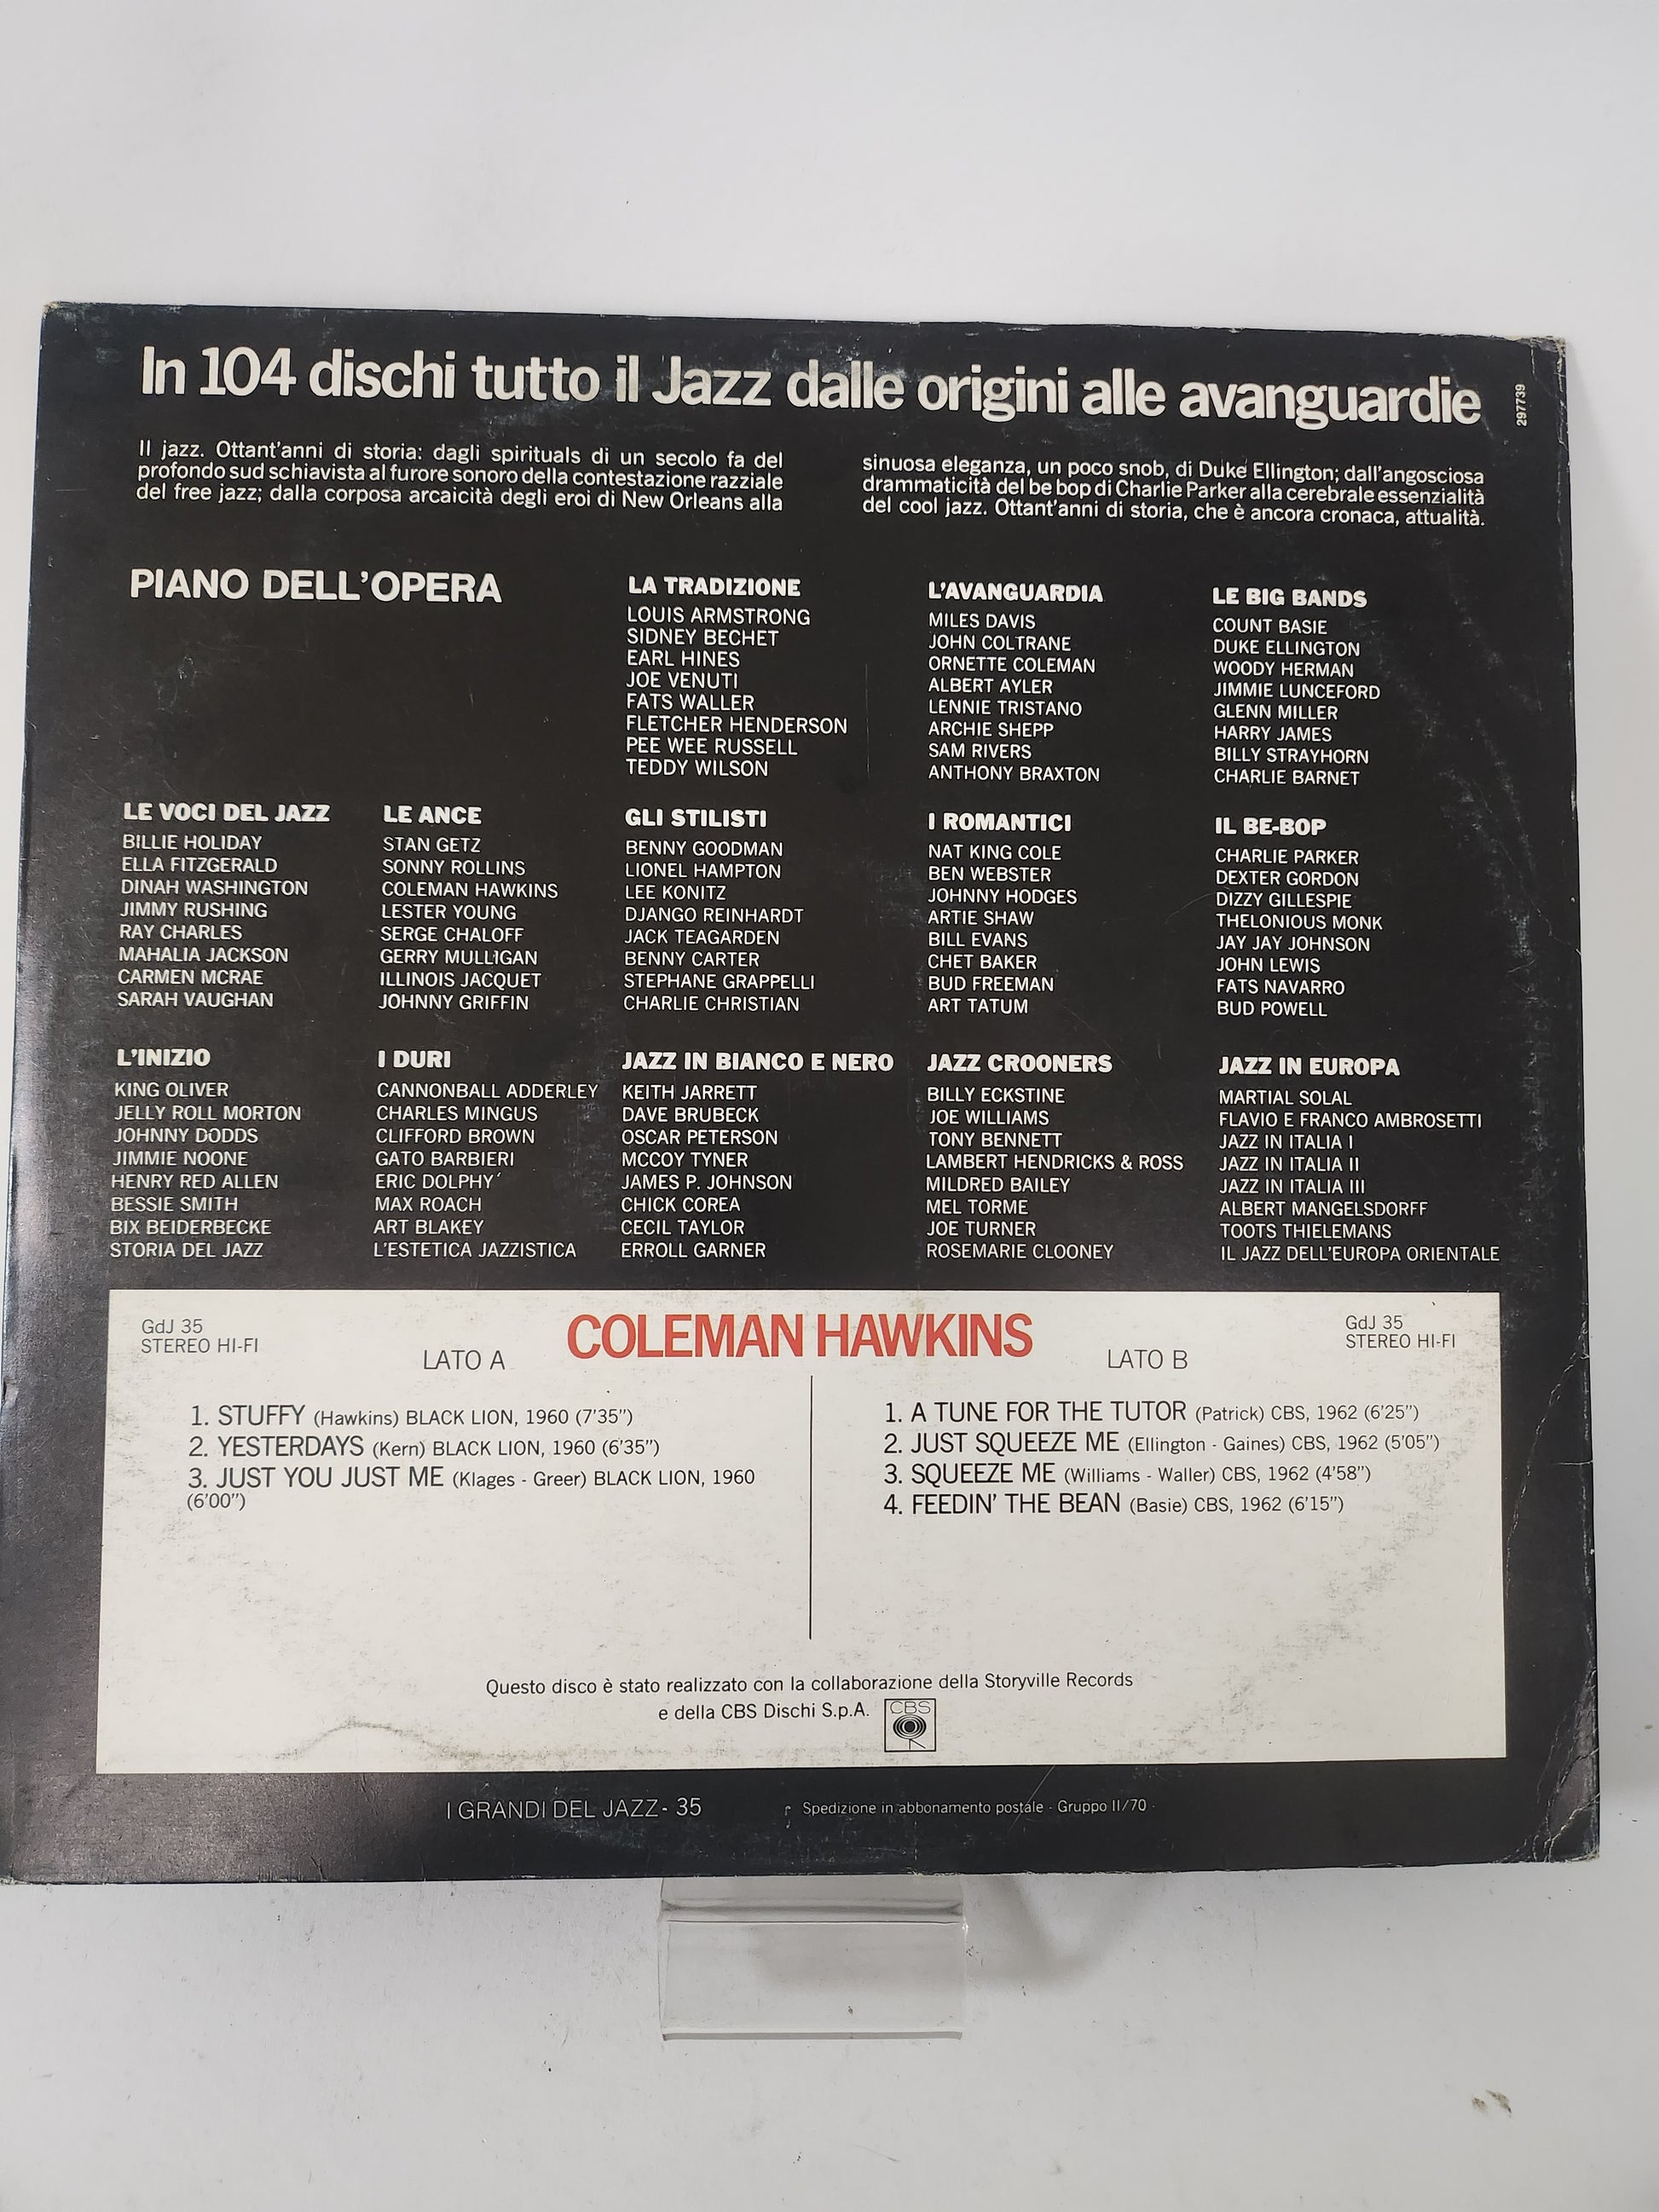 In 104 dischi tutto il Jazz dalle origini alle avanguardie
297739
Il jazz. Ottant'anni di storia: dagli spirituals di un secolo fa del
profondo sud schiavista al furore sonoro della contestazione razziale
del free jazz; dalla corposa arcaicità degli eroi di New Orleans alla
sinuosa eleganza, un poco snob, di Duke Ellington; dall'angosciosa
drammaticità del be bop di Charlie Parker alla cerebrale essenzialità
del cool jazz. Ottant'anni di storia, che è ancora cronaca, attualità.
PIANO DELL'OPERA
LA TRADIZIONE
LOUIS ARMSTRONG
SIDNEY BECHET
EARL HINES
JOE VENUTI
FATS WALLER
FLETCHER HENDERSON
PEE WEE RUSSELL
TEDDY WILSON
L'AVANGUARDIA
MILES DAVIS
JOHN COLTRANE
ORNETTE COLEMAN
ALBERT AYLER
LENNIE TRISTANO
ARCHIE SHEPP
SAM RIVERS
ANTHONY BRAXTON
LE BIG BANDS
COUNT BASIE
DUKE ELLINGTON
WOODY HERMAN
JIMMIE LUNCEFORD
GLENN MILLER
HARRY JAMES
BILLY STRAYHORN
CHARLIE BARNET
LE VOCI DEL JAZZ
BILLIE HOLIDAY
ELLA FITZGERALD
DINAH WASHINGTON
JIMMY RUSHING
RAY CHARLES
MAHALIA JACKSON
CARMEN MCRAE
SARAH VAUGHAN
LE ANCE
STAN GETZ
SONNY ROLLINS
COLEMAN HAWKINS
LESTER YOUNG
SERGE CHALOFF
GERRY MULLIGAN
ILLINOIS JACQUET
JOHNNY GRIFFIN
GLI STILISTI
BENNY GOODMAN
LIONEL HAMPTON
LEE KONITZ
DJANGO REINHARDT
JACK TEAGARDEN
BENNY CARTER
STEPHANE GRAPPELLI
CHARLIE CHRISTIAN
I ROMANTICI
NAT KING COLE
BEN WEBSTER
JOHNNY HODGES
ARTIE SHAW
BILL EVANS
CHET BAKER
BUD FREEMAN
ART TATUM
IL BE-BOP
CHARLIE PARKER
DEXTER GORDON
DIZZY GILLESPIE
THELONIOUS MONK
JAY JAY JOHNSON
JOHN LEWIS
FATS NAVARRO
BUD POWELL
L'INIZIO
KING OLIVER
JELLY ROLL MORTON
JOHNNY DODDS
JIMMIE NOONE
HENRY RED ALLEN
BESSIE SMITH
BIX BEIDERBECKE
STORIA DEL JAZZ
I DURI
CANNONBALL ADDERLEY
CHARLES MINGUS
CLIFFORD BROWN
GATO BARBIERI
ERIC DOLPHY
MAX ROACH
ART BLAKEY
L'ESTETICA JAZZISTICA
JAZZ IN BIANCO E NERO
KEITH JARRETT
DAVE BRUBECK
OSCAR PETERSON
MCCOY TYNER
JAMES P. JOHNSON
CHICK COREA
CECIL TAYLOR
ERROLL GARNER
JAZZ CROONERS
BILLY ECKSTINE
JOE WILLIAMS
TONY BENNETT
LAMBERT HENDRICKS & ROSS
MILDRED BAILEY
MEL TORME
JOE TURNER
ROSEMARIE CLOONEY
JAZZ IN EUROPA
MARTIAL SOLAL
FLAVIO E FRANCO AMBROSETTI
JAZZ IN ITALIA I
JAZZ IN ITALIA II
JAZZ IN ITALIA III
ALBERT MANGELSDORFF
TOOTS THIELEMANS
IL JAZZ DELL'EUROPA ORIENTALE
GdJ 35
STEREO HI-FI
COLEMAN HAWKINS
GdJ 35
STEREO HI-FI
LATO A
1. STUFFY (Hawkins) BLACK LION, 1960 (7'35")
2. YESTERDAYS (Kern) BLACK LION, 1960 (6'35")
3. JUST YOU JUST ME (Klages - Greer) BLACK LION, 1960
(6'00")
LATO B
1. A TUNE FOR THE TUTOR (Patrick) CBS, 1962 (6'25")
2. JUST SQUEEZE ME (Ellington - Gaines) CBS, 1962 (5'05")
3. SQUEEZE ME (Williams - Waller) CBS, 1962 (4'58")
4. FEEDIN' THE BEAN (Basie) CBS, 1962 (6'15")
Questo disco è stato realizzato con la collaborazione della Storyville Records
e della CBS Dischi S.p.A.
CBS
I GRANDI DEL JAZZ - 35
Spedizione in abbonamento postale - Gruppo II/70 -